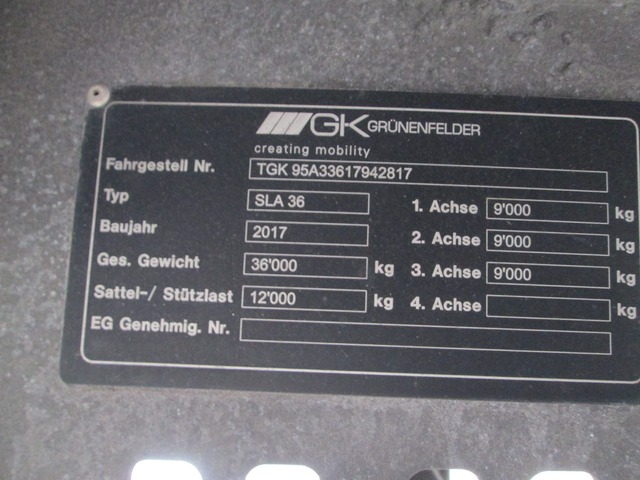 GK GRÜNENFELDER
creating mobility
Fahrgestell Nr. TGK 95A33617942817
Typ SLA 36 1. Achse 9'000 kg
Baujahr 2017 2. Achse 9'000 kg
Ges. Gewicht 36'000 kg 3. Achse 9'000 kg
Sattel-/ Stützlast 12'000 kg 4. Achse kg
EG Genehmig. Nr.